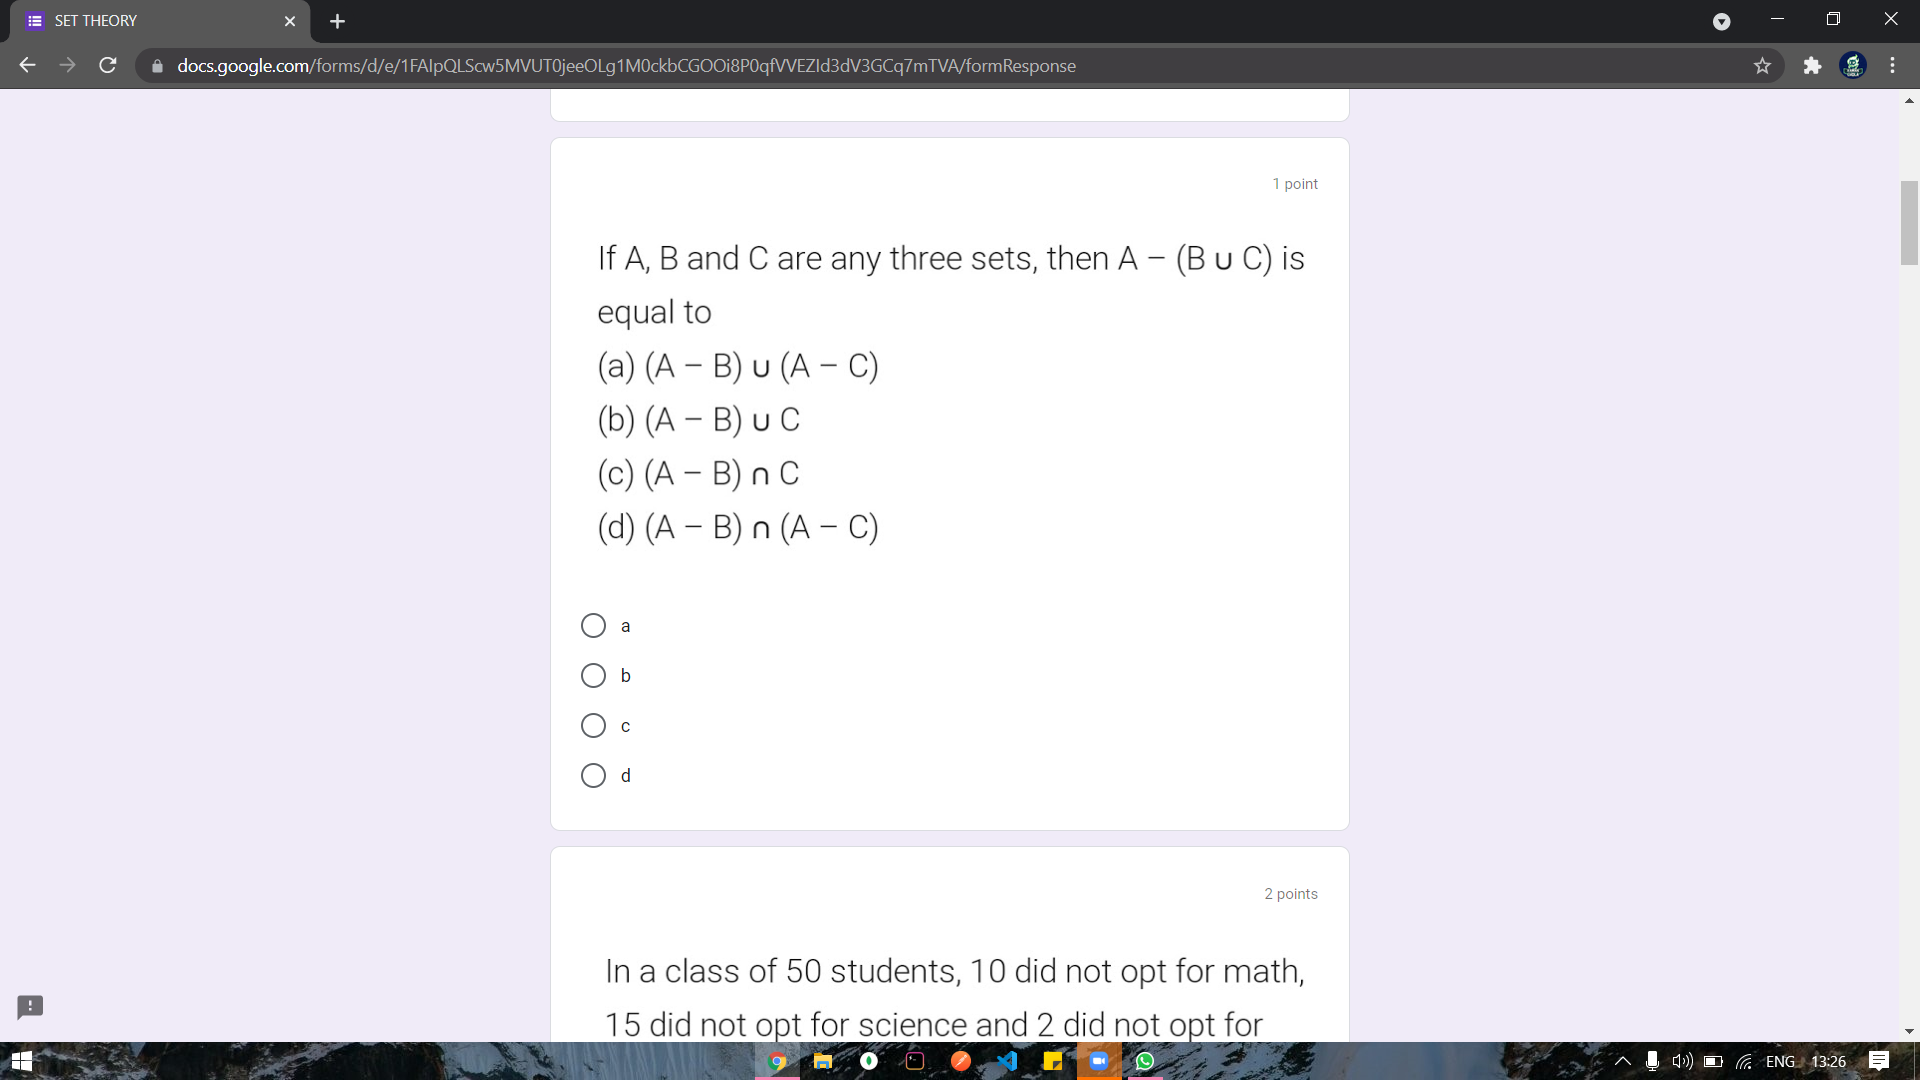 SET THEORY
docs.google.com/forms/d/e/1FAIpQLScw5MVUT0jeeOLg1M0ckbCGOOi8P0qfVVEZId3dV3GCq7mTVA/formResponse
1 point
If A, B and C are any three sets, then A – (B ∪ C) is
equal to
(a) (A – B) ∪ (A – C)
(b) (A – B) ∪ C
(c) (A – B) ∩ C
(d) (A – B) ∩ (A – C)
a
b
c
d
2 points
In a class of 50 students, 10 did not opt for math,
15 did not opt for science and 2 did not opt for
ENG 13:26